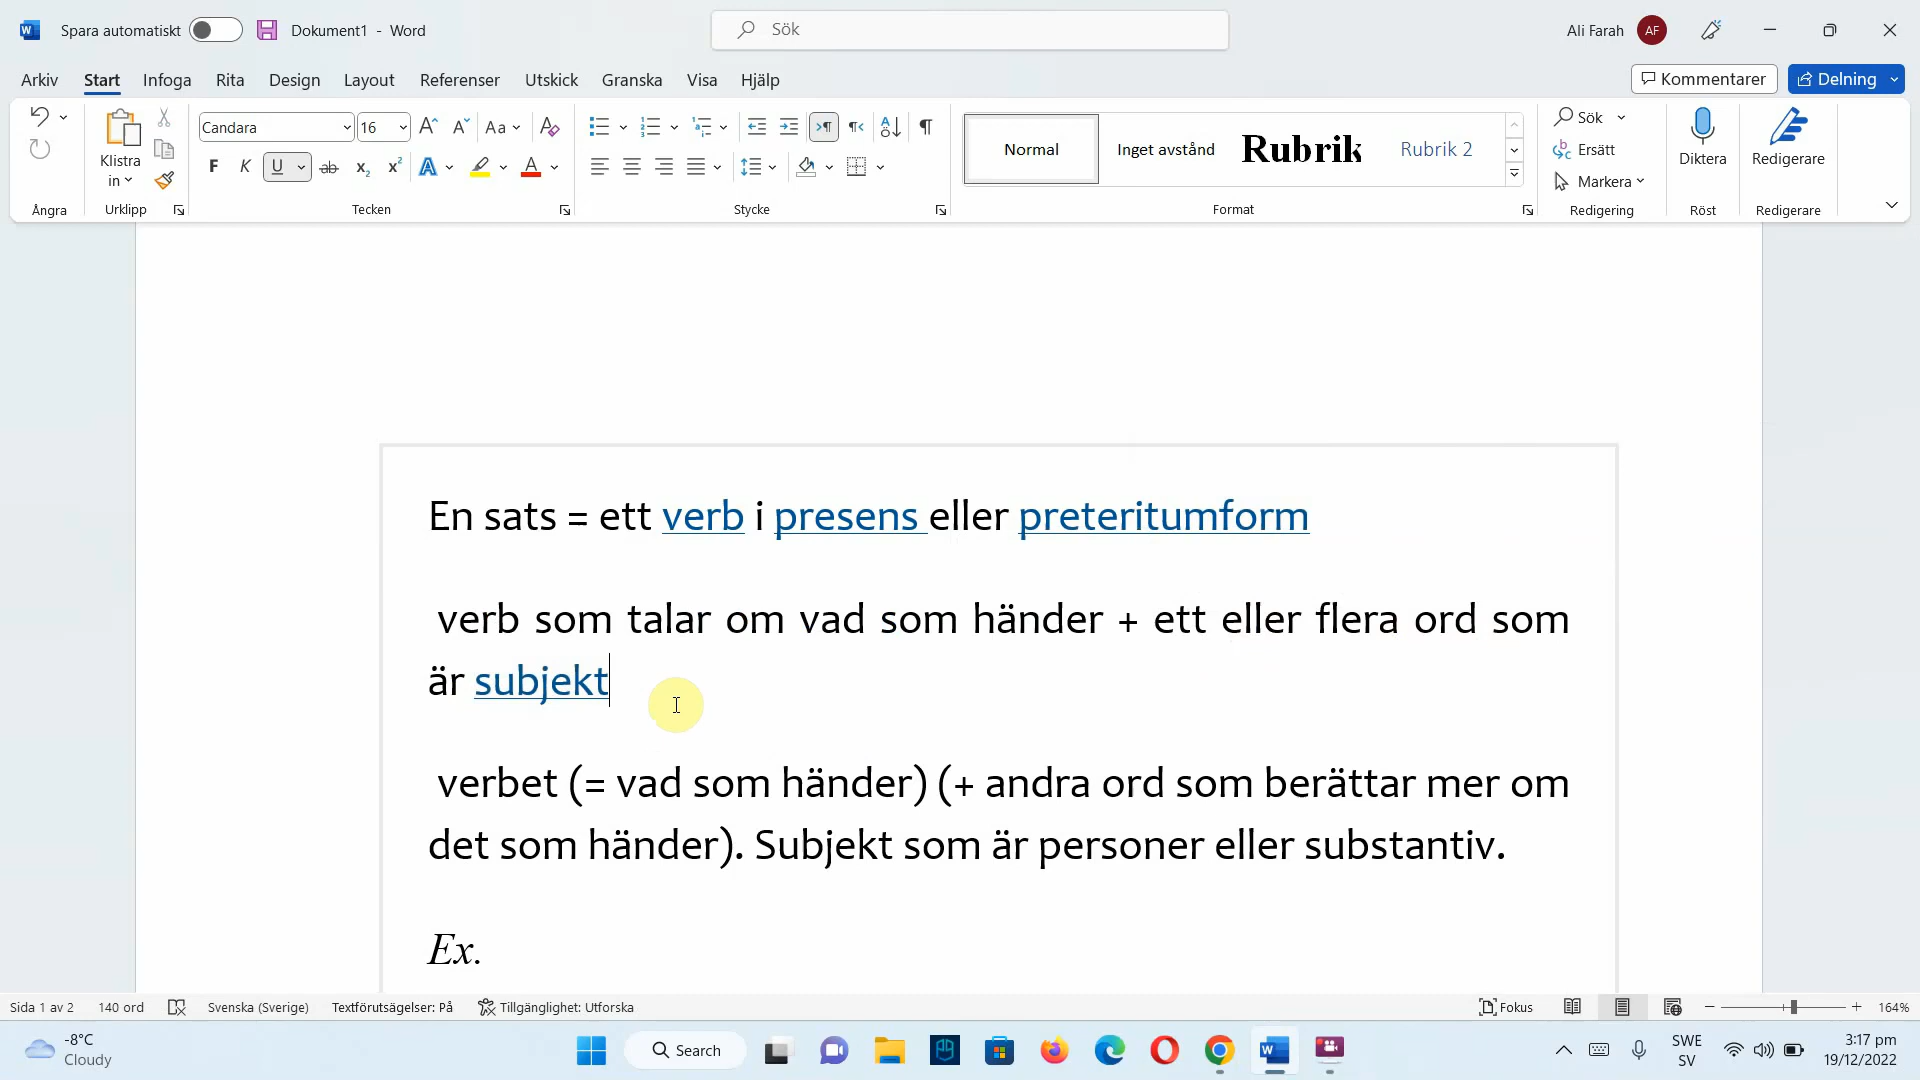 Spara automatiskt
Dokument1 - Word
Sök
Ali Farah
AF
Arkiv Start Infoga Rita Design Layout Referenser Utskick Granska Visa Hjälp
Kommentarer
Delning
Ångra
Klistra
in
Urklipp
Candara
16
Aa
F K U ab x₂ x² A A
Tecken
Stycke
Normal
Inget avstånd
Rubrik
Rubrik 2
Format
Sök
Ersätt
Markera
Redigering
Diktera
Röst
Redigerare
Redigerare
En sats = ett verb i presens eller preteritumform
verb som talar om vad som händer + ett eller flera ord som
är subjekt
verbet (= vad som händer) (+ andra ord som berättar mer om
det som händer). Subjekt som är personer eller substantiv.
Ex.
Sida 1 av 2
140 ord
Svenska (Sverige)
Textförutsägelser: På
Tillgänglighet: Utforska
Fokus
164%
-8°C
Cloudy
Search
SWE
SV
3:17 pm
19/12/2022